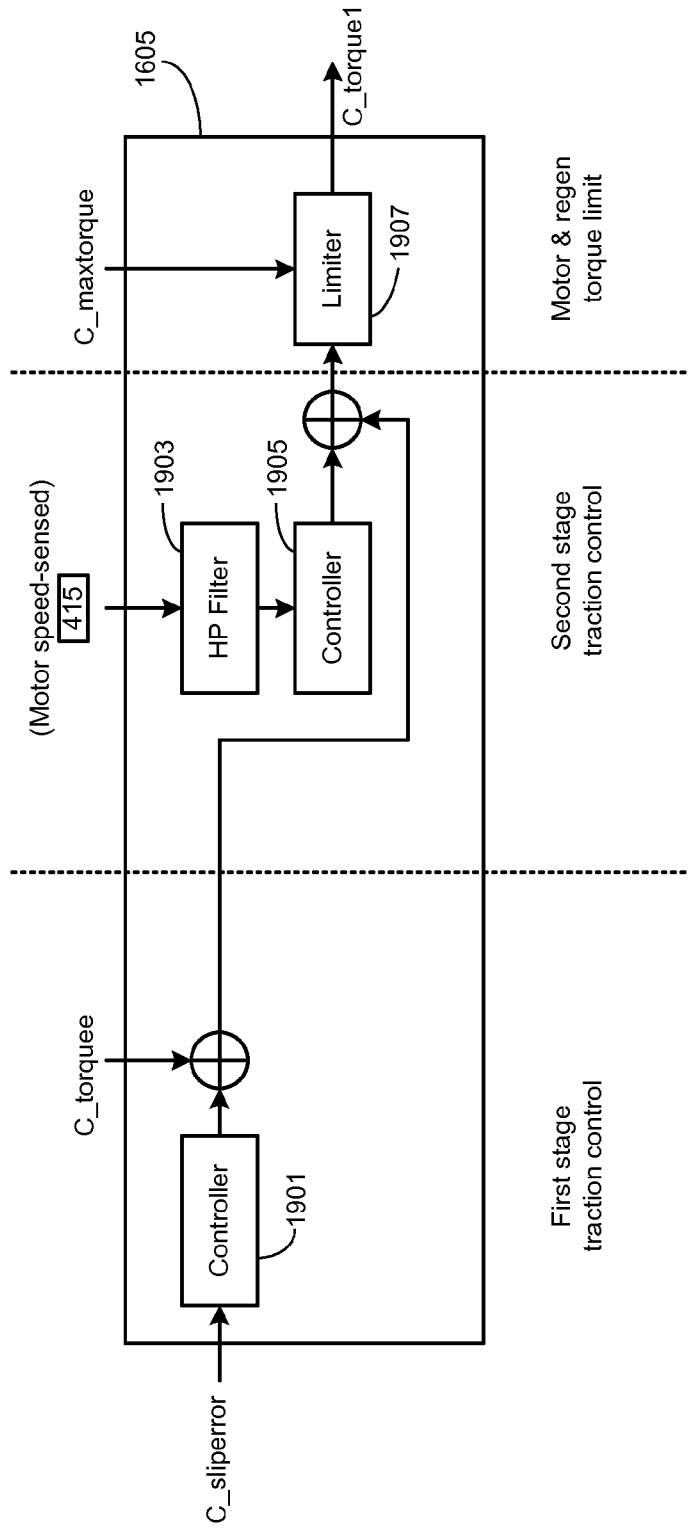 C_sliperror
Controller
1901
C_torquee
(Motor speed-sensed)
415
HP Filter
1903
Controller
1905
C_maxtorque
Limiter
1907
1605
C_torque1
First stage
traction control
Second stage
traction control
Motor & regen
torque limit